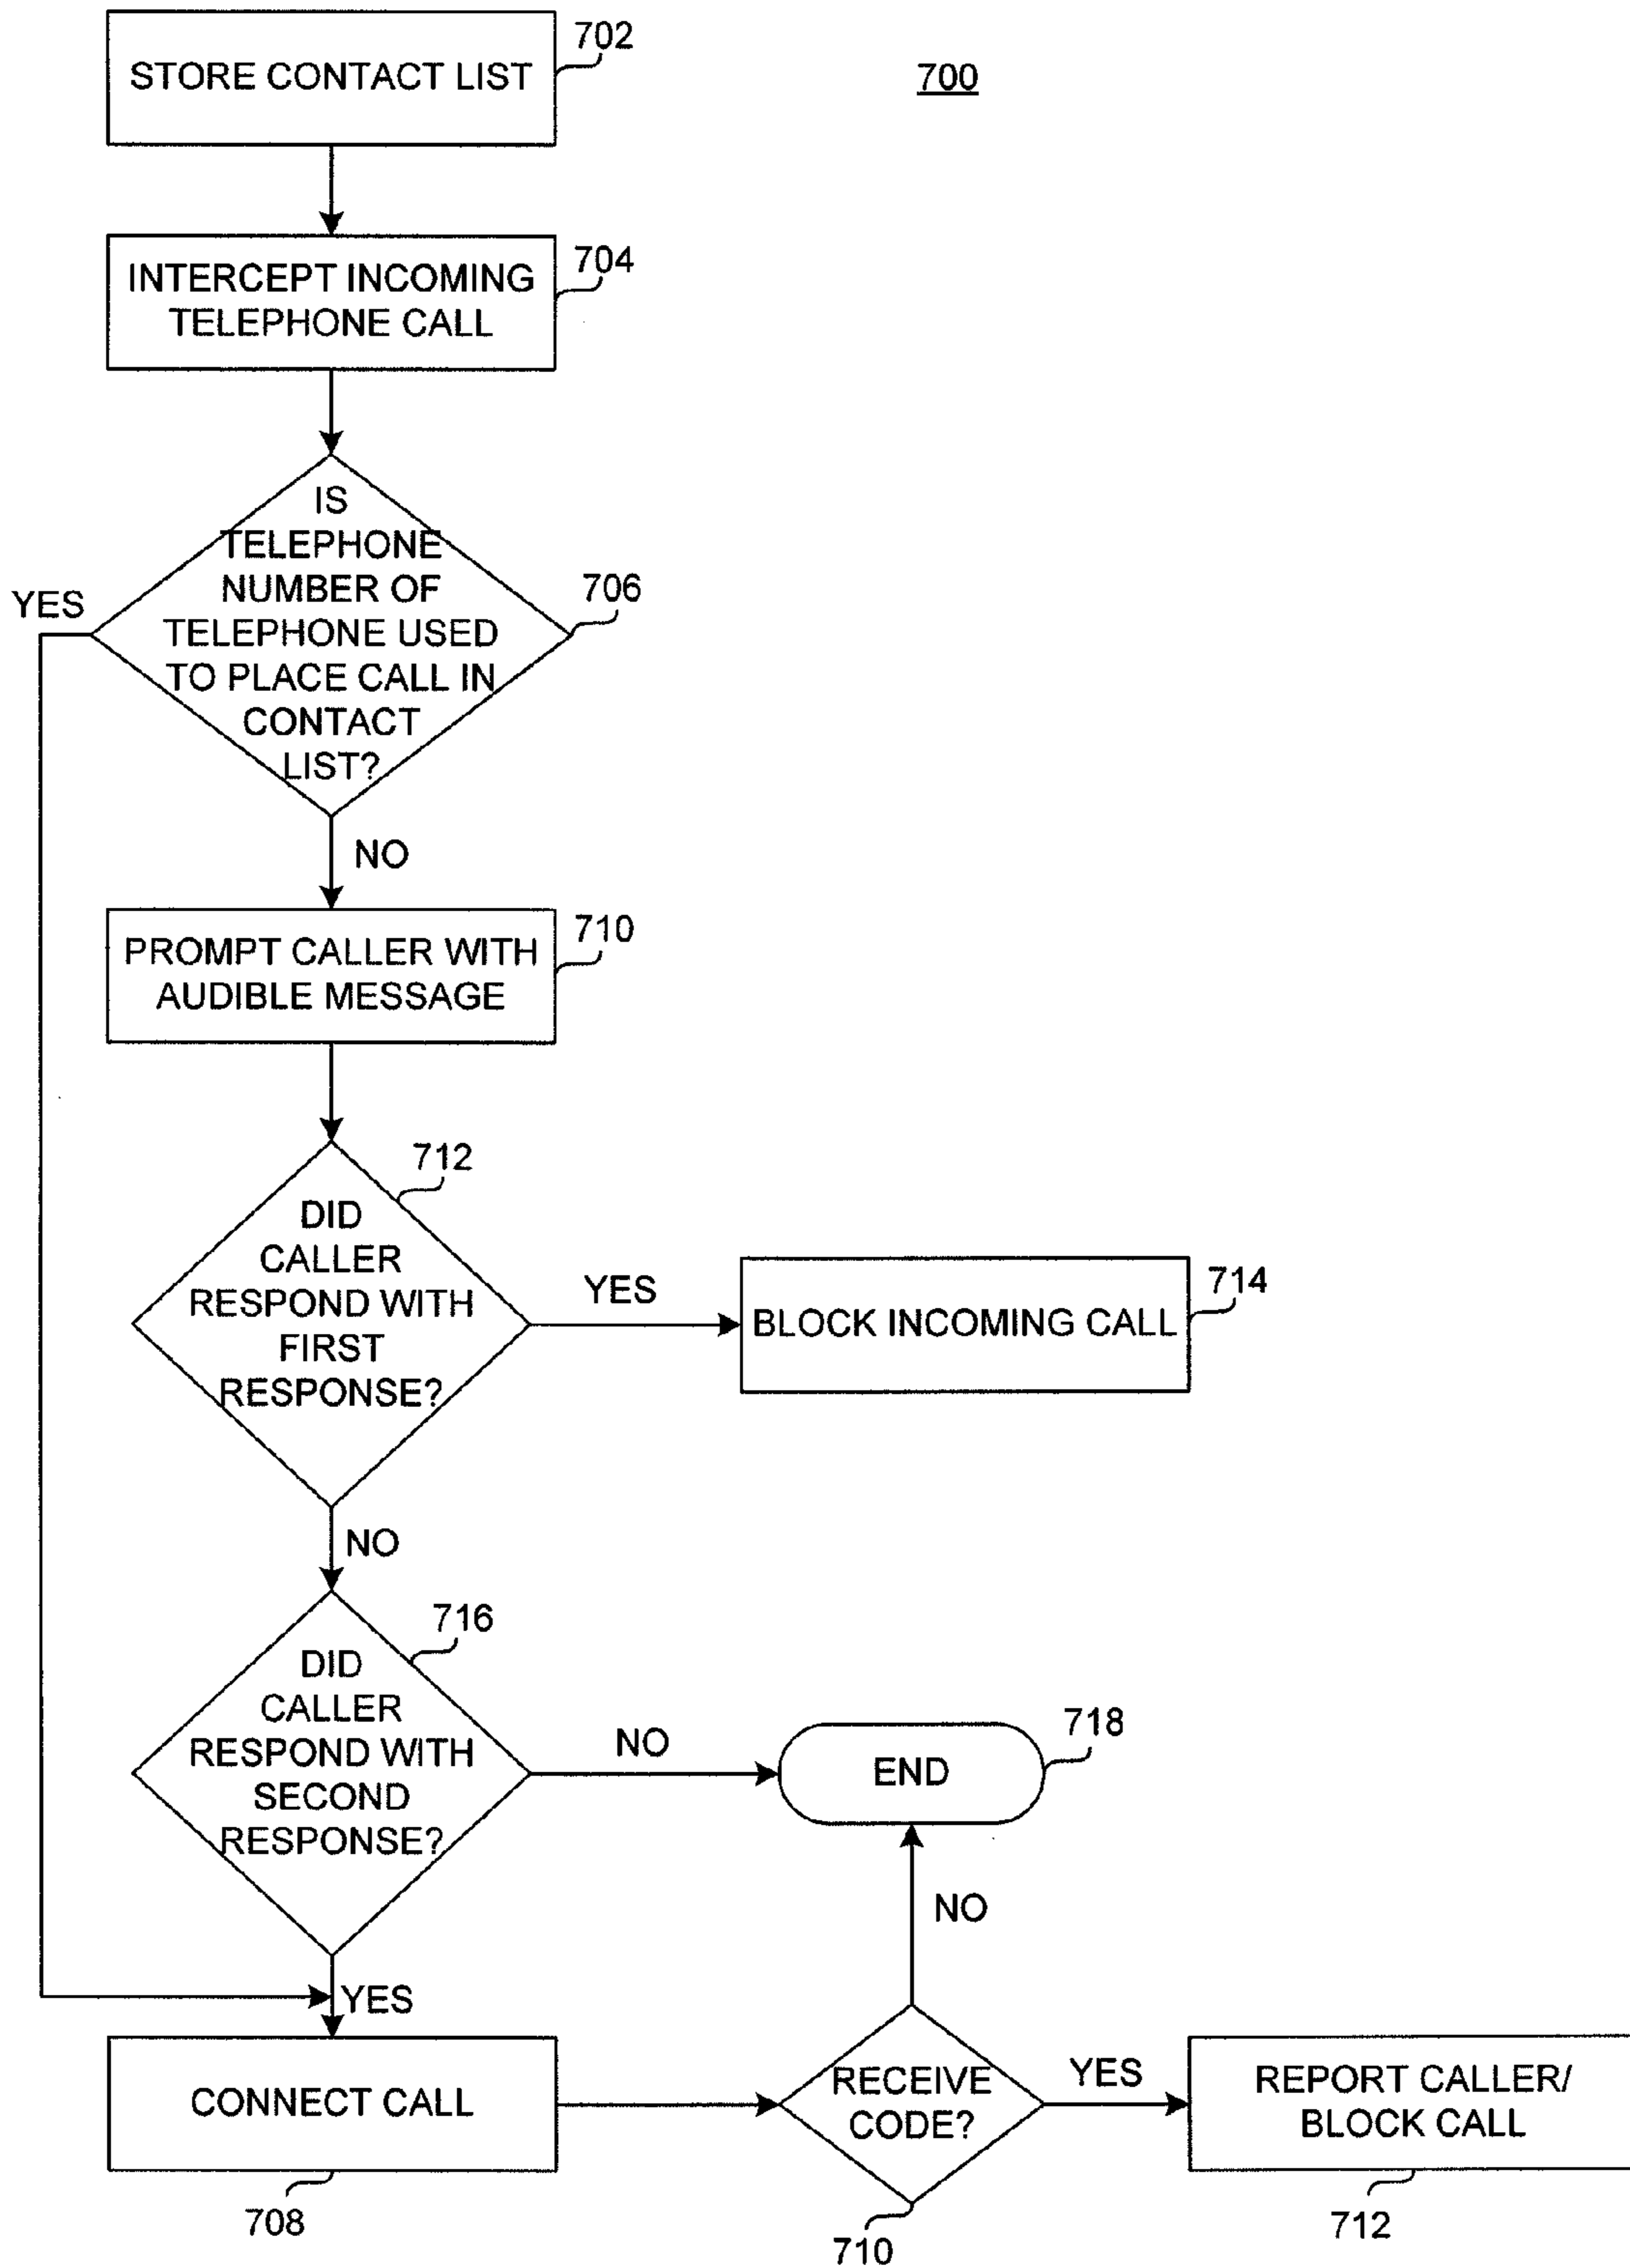 702
STORE CONTACT LIST
700
704
INTERCEPT INCOMING
TELEPHONE CALL
IS
TELEPHONE
NUMBER OF
TELEPHONE USED
TO PLACE CALL IN
CONTACT
LIST?
706
YES
NO
710
PROMPT CALLER WITH
AUDIBLE MESSAGE
712
DID
CALLER
RESPOND WITH
FIRST
RESPONSE?
YES
714
BLOCK INCOMING CALL
NO
716
DID
CALLER
RESPOND WITH
SECOND
RESPONSE?
NO
718
END
NO
YES
CONNECT CALL
708
RECEIVE
CODE?
710
YES
REPORT CALLER/
BLOCK CALL
712